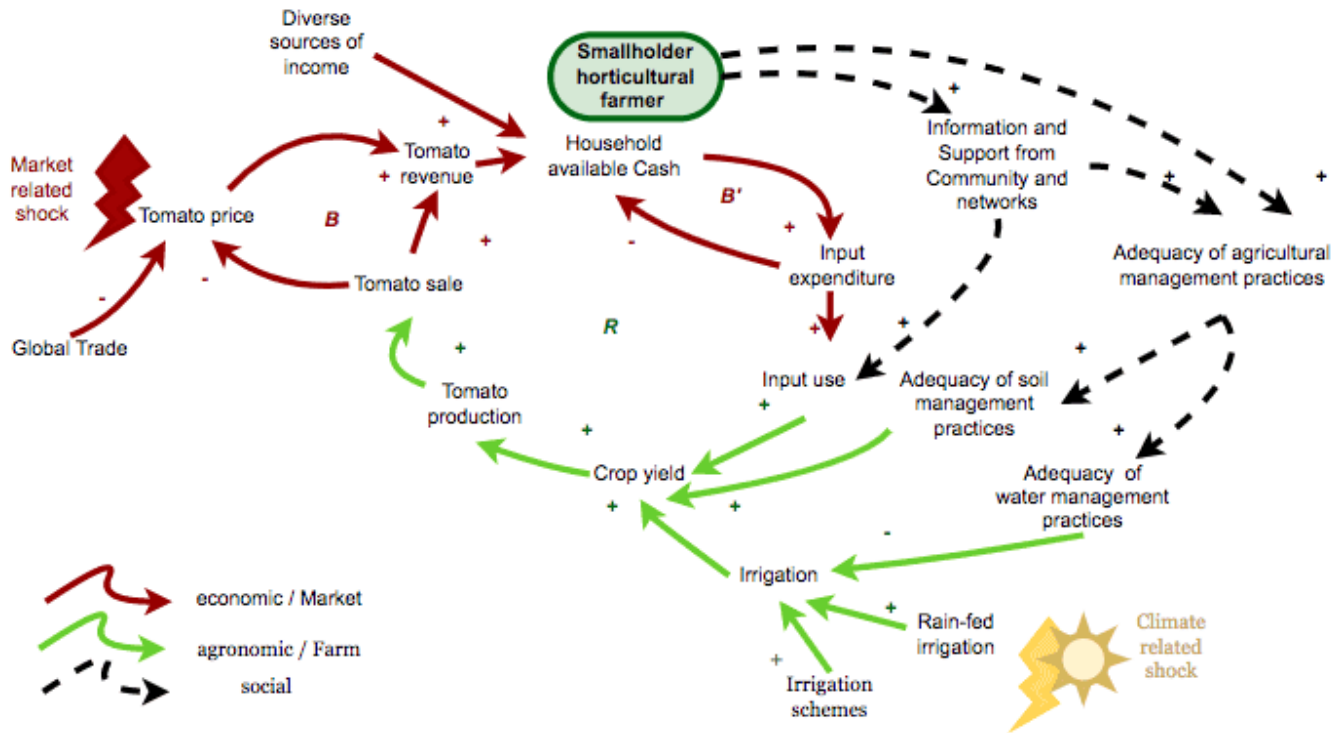 Diverse
sources of
income
Smallholder
horticultural
farmer
+
Market
related
shock
Tomato price
B
+
Tomato
+
revenue
Household
available Cash
B'
Information and
Support from
Community and
networks
+
+
-
-
Tomato sale
+
-
+
Input
expenditure
Adequacy of agricultural
management practices
Global Trade
R
+
+
+
Tomato
production
+
Input use
+
Adequacy of soil
management
practices
+
+
Crop yield
+
+
+
Adequacy of
water management
practices
-
Irrigation
+
Rain-fed
irrigation
+
Irrigation
schemes
Climate
related
shock
economic / Market
agronomic / Farm
social